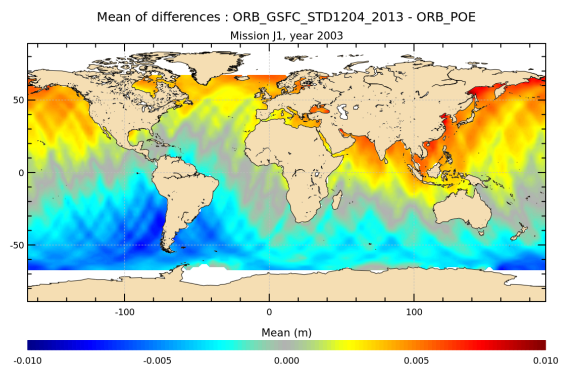 Mean of differences : ORB_GSFC_STD1204_2013 - ORB_POE
Mission J1, year 2003
50
0
-50
-100 0 100
Mean (m)
-0.010 -0.005 0.000 0.005 0.010